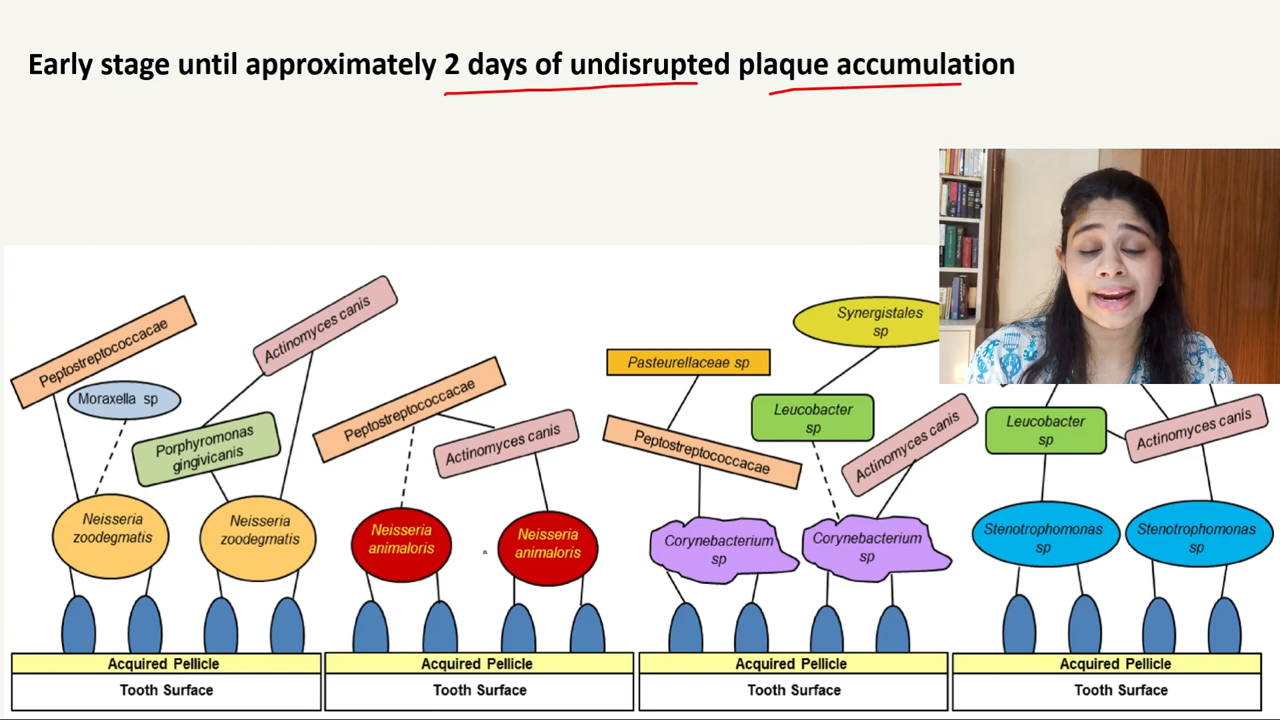 Early stage until approximately 2 days of undisrupted plaque accumulation
Peptostreptococcacae
Moraxella sp
Actinomyces canis
Porphyromonas
gingivicanis
Neisseria
zoodegmatis
Neisseria
zoodegmatis
Acquired Pellicle
Tooth Surface
Peptostreptococcacae
Actinomyces canis
Neisseria
animaloris
Neisseria
animaloris
Acquired Pellicle
Tooth Surface
Pasteurellaceae sp
Synergistales
sp
Peptostreptococcacae
Leucobacter
sp
Actinomyces canis
Corynebacterium
sp
Corynebacterium
sp
Acquired Pellicle
Tooth Surface
Leucobacter
sp
Actinomyces canis
Stenotrophomonas
sp
Stenotrophomonas
sp
Acquired Pellicle
Tooth Surface